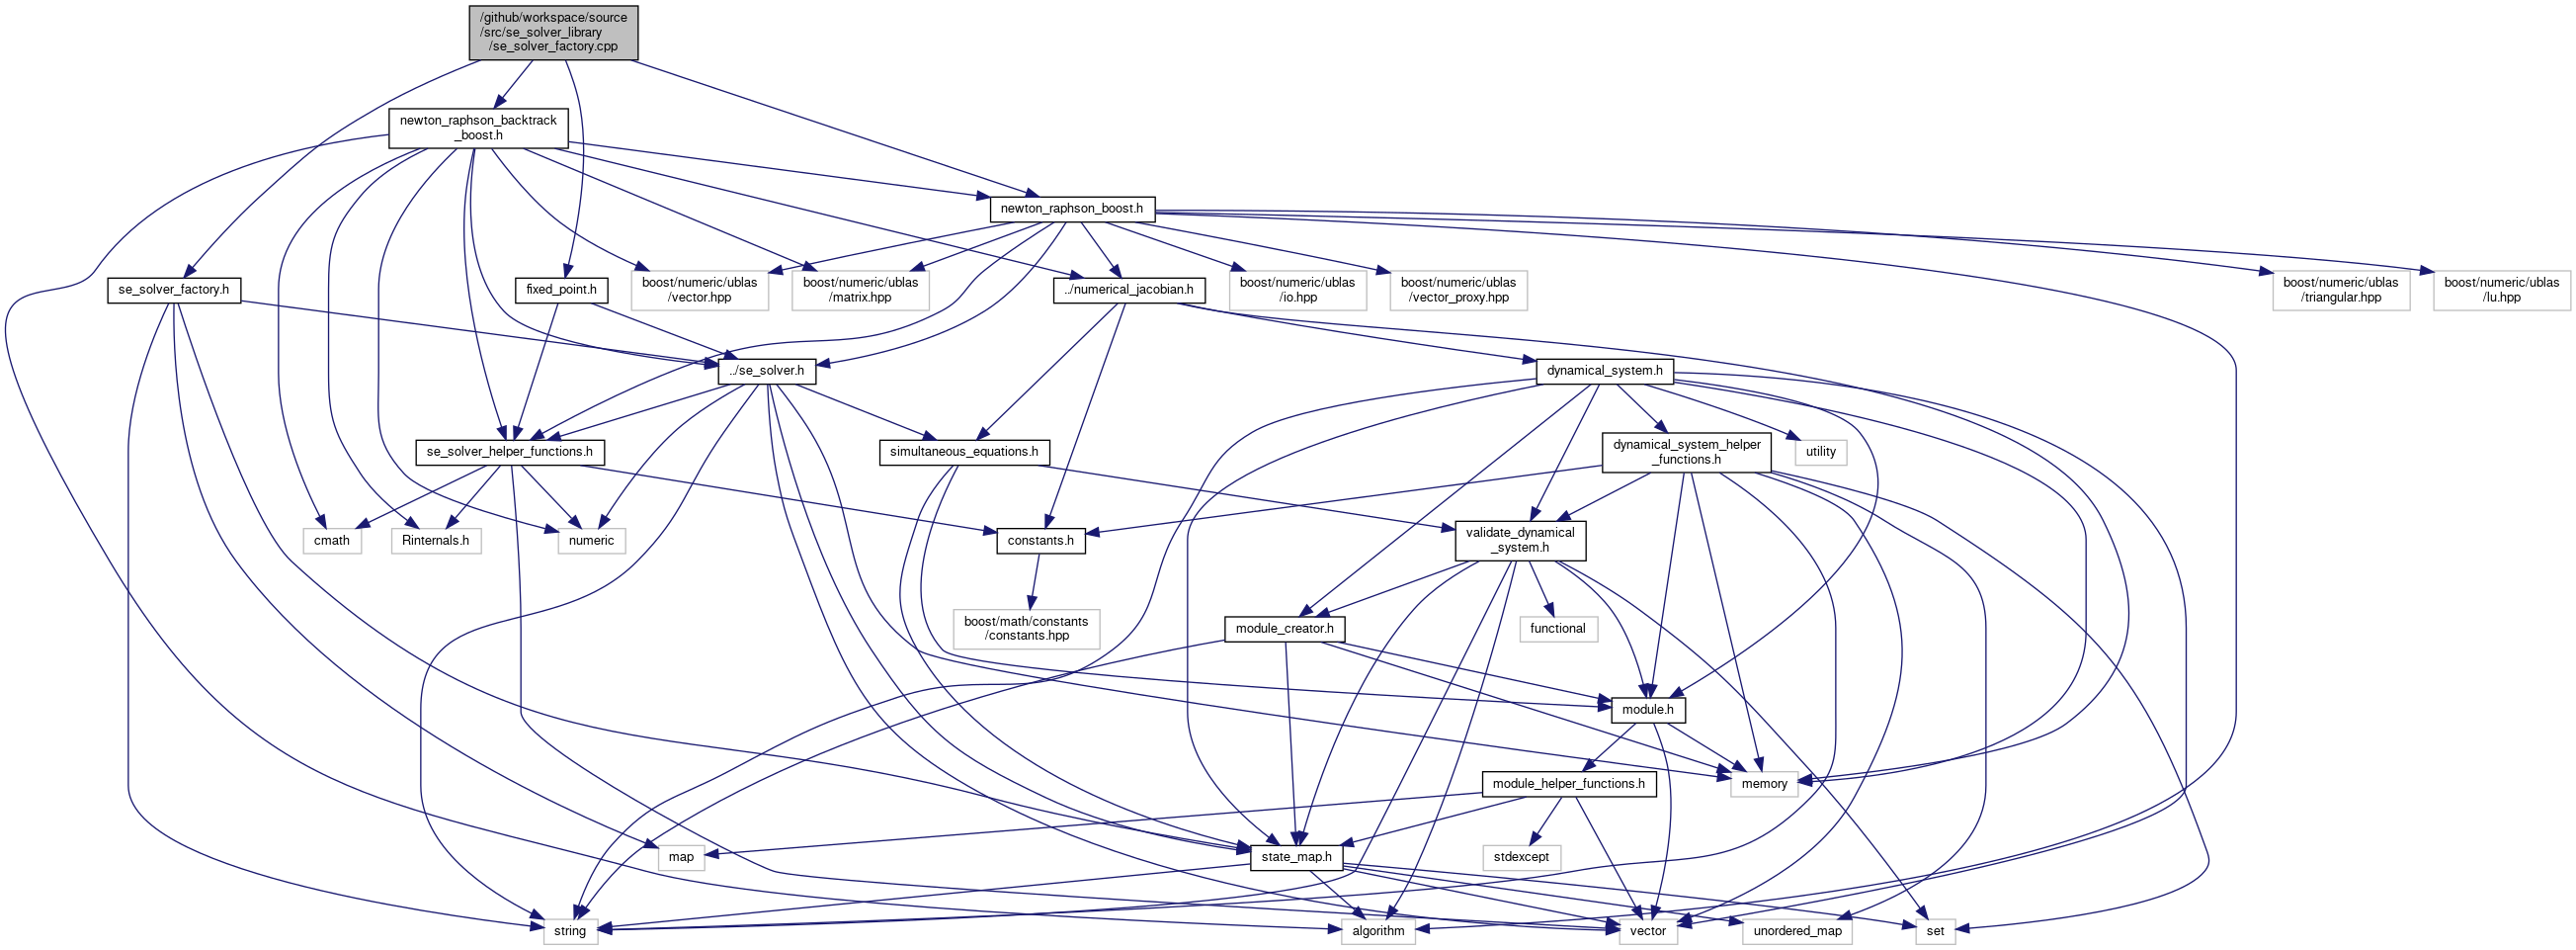 /github/workspace/source
/src/se_solver_library
/se_solver_factory.cpp
newton_raphson_backtrack
_boost.h
newton_raphson_boost.h
se_solver_factory.h
fixed_point.h
boost/numeric/ublas
/vector.hpp
boost/numeric/ublas
/matrix.hpp
../numerical_jacobian.h
boost/numeric/ublas
/io.hpp
boost/numeric/ublas
/vector_proxy.hpp
boost/numeric/ublas
/triangular.hpp
boost/numeric/ublas
/lu.hpp
../se_solver.h
dynamical_system.h
se_solver_helper_functions.h
simultaneous_equations.h
dynamical_system_helper
_functions.h
utility
cmath
Rinternals.h
numeric
constants.h
validate_dynamical
_system.h
boost/math/constants
/constants.hpp
module_creator.h
functional
module.h
module_helper_functions.h
memory
map
state_map.h
stdexcept
string
algorithm
vector
unordered_map
set